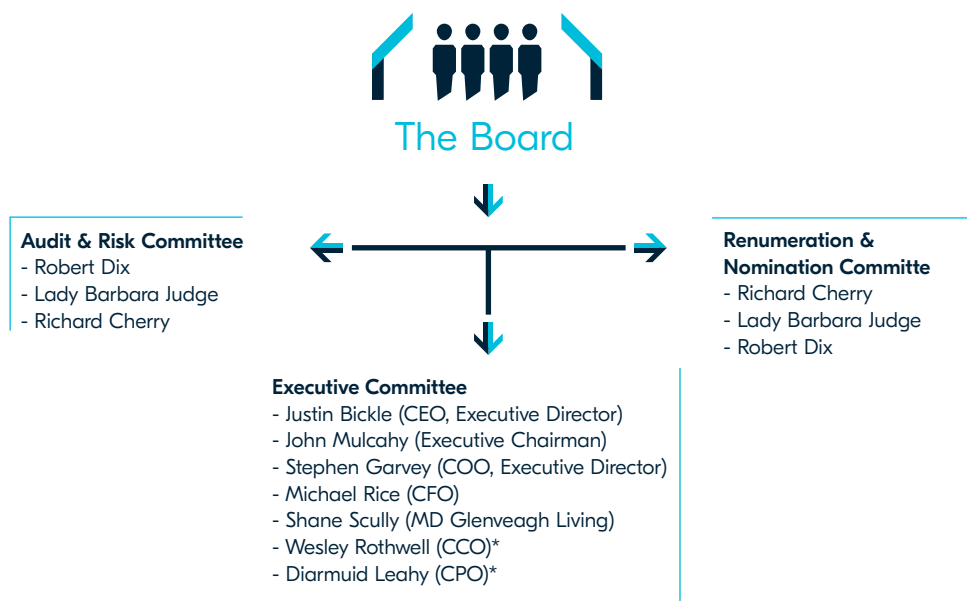 The Board
Audit & Risk Committee
- Robert Dix
- Lady Barbara Judge
- Richard Cherry
Renumeration &
Nomination Committe
- Richard Cherry
- Lady Barbara Judge
- Robert Dix
Executive Committee
- Justin Bickle (CEO, Executive Director)
- John Mulcahy (Executive Chairman)
- Stephen Garvey (COO, Executive Director)
- Michael Rice (CFO)
- Shane Scully (MD Glenveagh Living)
- Wesley Rothwell (CCO)*
- Diarmuid Leahy (CPO)*